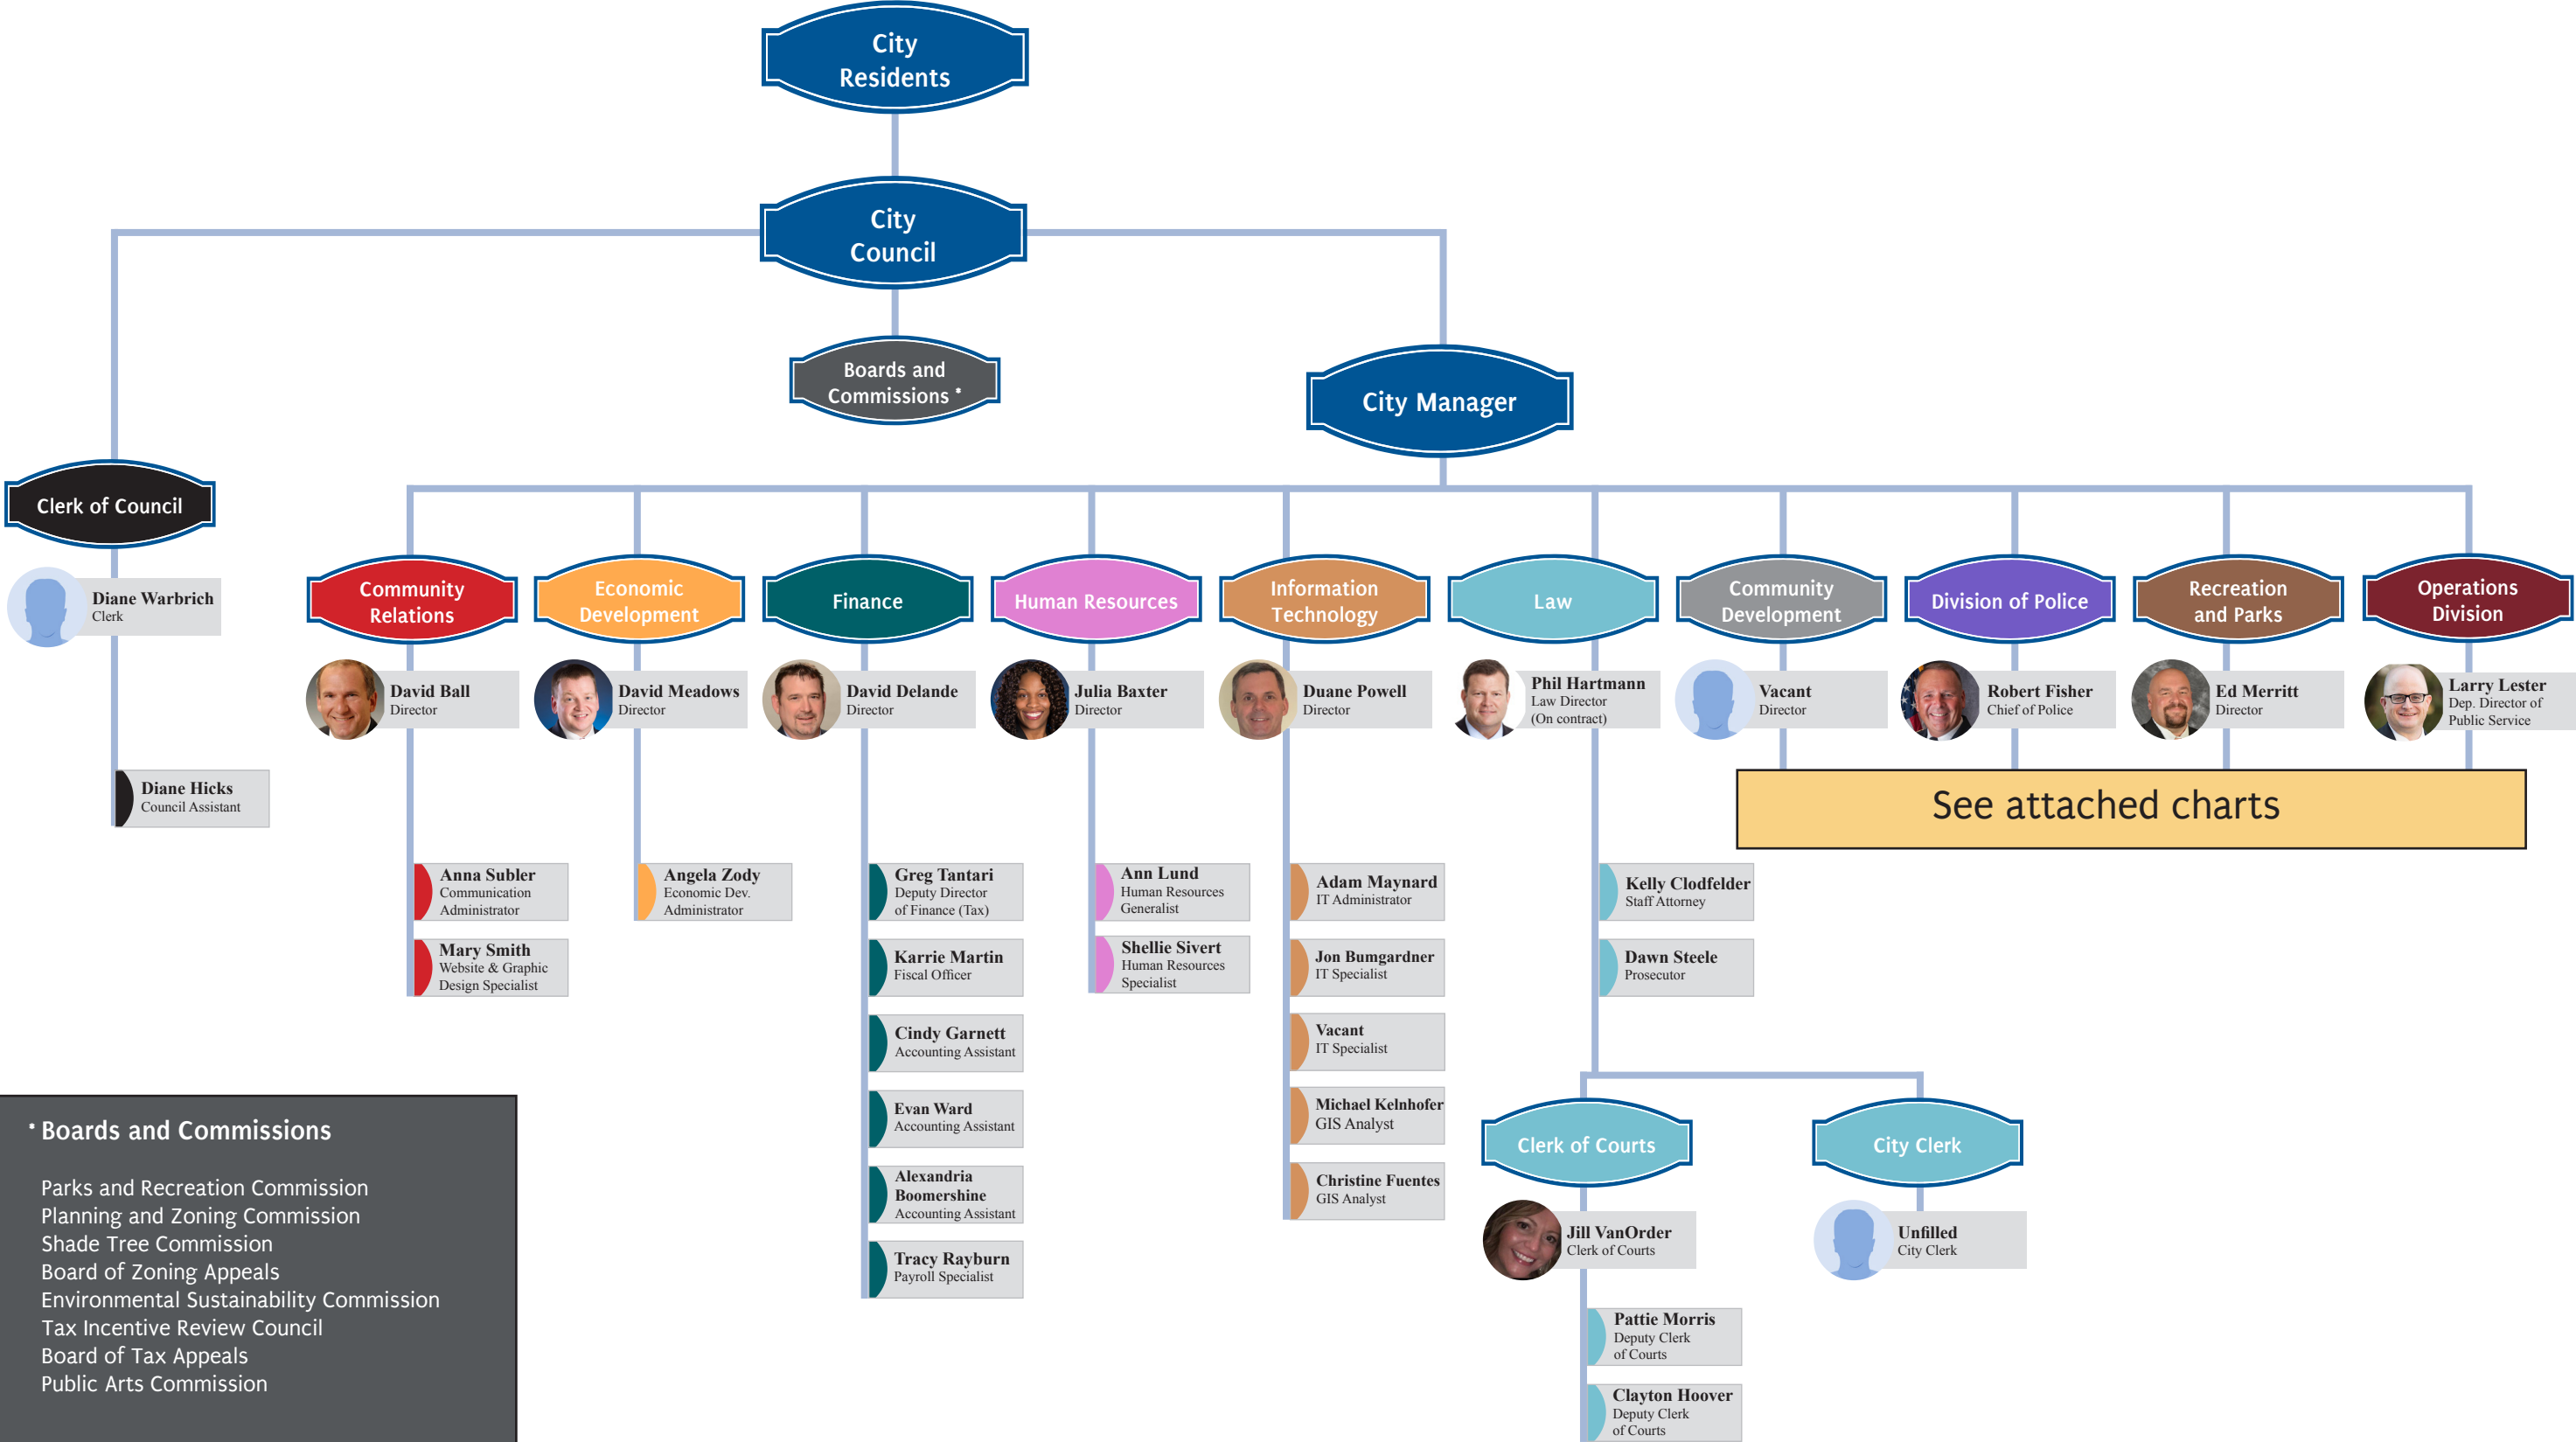 City
Residents
City
Council
Boards and
Commissions *
City Manager
Clerk of Council
Diane Warbrich
Clerk
Diane Hicks
Council Assistant
Community
Relations
David Ball
Director
Anna Subler
Communication
Administrator
Mary Smith
Website & Graphic
Design Specialist
Economic
Development
David Meadows
Director
Angela Zody
Economic Dev.
Administrator
Finance
David Delande
Director
Greg Tantari
Deputy Director
of Finance (Tax)
Karrie Martin
Fiscal Officer
Cindy Garnett
Accounting Assistant
Evan Ward
Accounting Assistant
Alexandria
Boomershine
Accounting Assistant
Tracy Rayburn
Payroll Specialist
Human Resources
Julia Baxter
Director
Ann Lund
Human Resources
Generalist
Shellie Sivert
Human Resources
Specialist
Information
Technology
Duane Powell
Director
Adam Maynard
IT Administrator
Jon Bumgardner
IT Specialist
Vacant
IT Specialist
Michael Kelnhofer
GIS Analyst
Christine Fuentes
GIS Analyst
Law
Phil Hartmann
Law Director
(On contract)
Kelly Clodfelder
Staff Attorney
Dawn Steele
Prosecutor
Clerk of Courts
Jill VanOrder
Clerk of Courts
Pattie Morris
Deputy Clerk
of Courts
Clayton Hoover
Deputy Clerk
of Courts
City Clerk
Unfilled
City Clerk
Community
Development
Vacant
Director
Division of Police
Robert Fisher
Chief of Police
Recreation
and Parks
Ed Merritt
Director
Operations
Division
Larry Lester
Dep. Director of
Public Service
See attached charts
* Boards and Commissions
Parks and Recreation Commission
Planning and Zoning Commission
Shade Tree Commission
Board of Zoning Appeals
Environmental Sustainability Commission
Tax Incentive Review Council
Board of Tax Appeals
Public Arts Commission